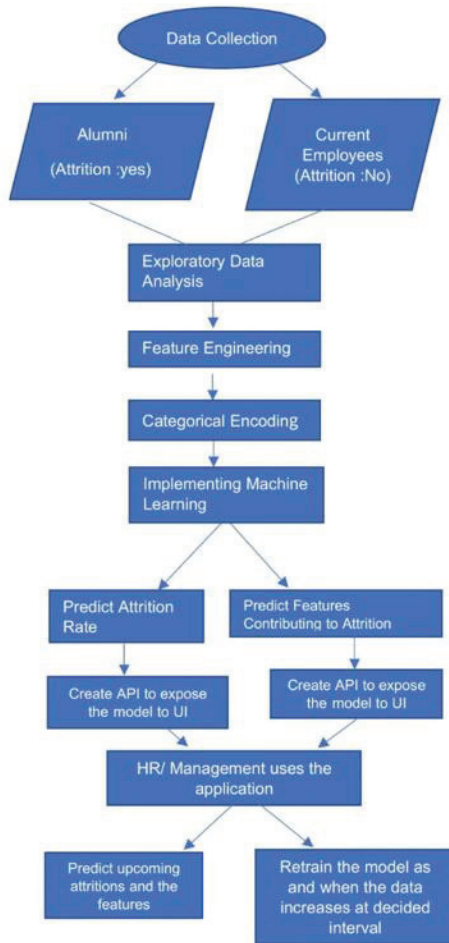 Data Collection
Alumni
(Attrition :yes)
Current
Employees
(Attrition :No)
Exploratory Data
Analysis
Feature Engineering
Categorical Encoding
Implementing Machine
Learning
Predict Attrition
Rate
Predict Features
Contributing to Attrition
Create API to expose
the model to UI
Create API to expose
the model to UI
HR/ Management uses the
application
Predict upcoming
attritions and the
features
Retrain the model as
and when the data
increases at decided
interval